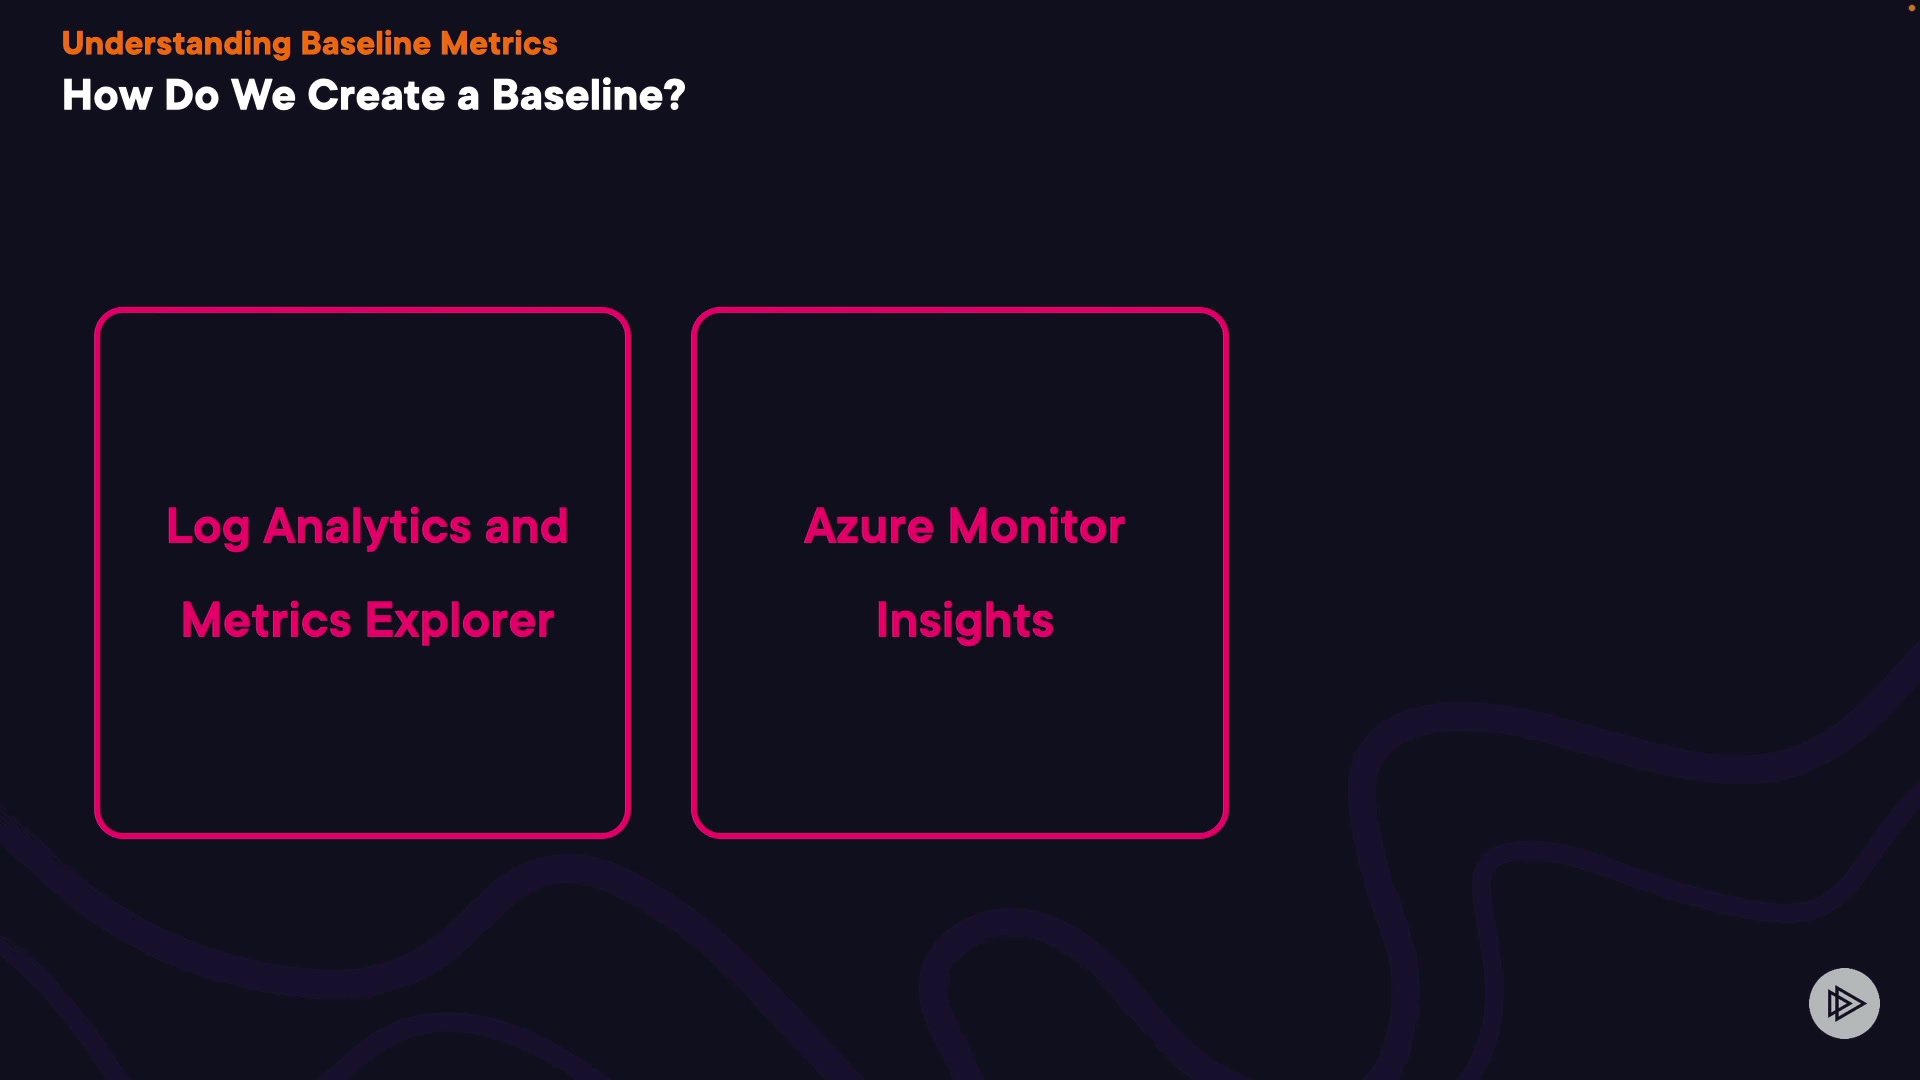 Understanding Baseline Metrics
How Do We Create a Baseline?
Log Analytics and
Metrics Explorer
Azure Monitor
Insights